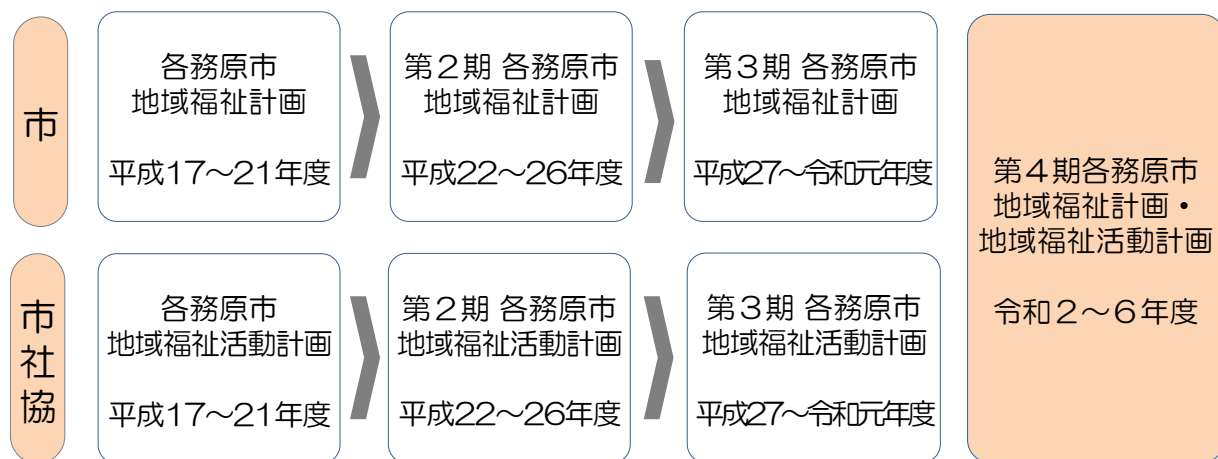 市
各務原市
地域福祉計画
平成17～21年度
第２期 各務原市
地域福祉計画
平成22～26年度
第３期 各務原市
地域福祉計画
平成27～令和元年度
市社協
各務原市
地域福祉活動計画
平成17～21年度
第２期 各務原市
地域福祉活動計画
平成22～26年度
第３期 各務原市
地域福祉活動計画
平成27～令和元年度
第４期各務原市
地域福祉計画・
地域福祉活動計画
令和２～６年度